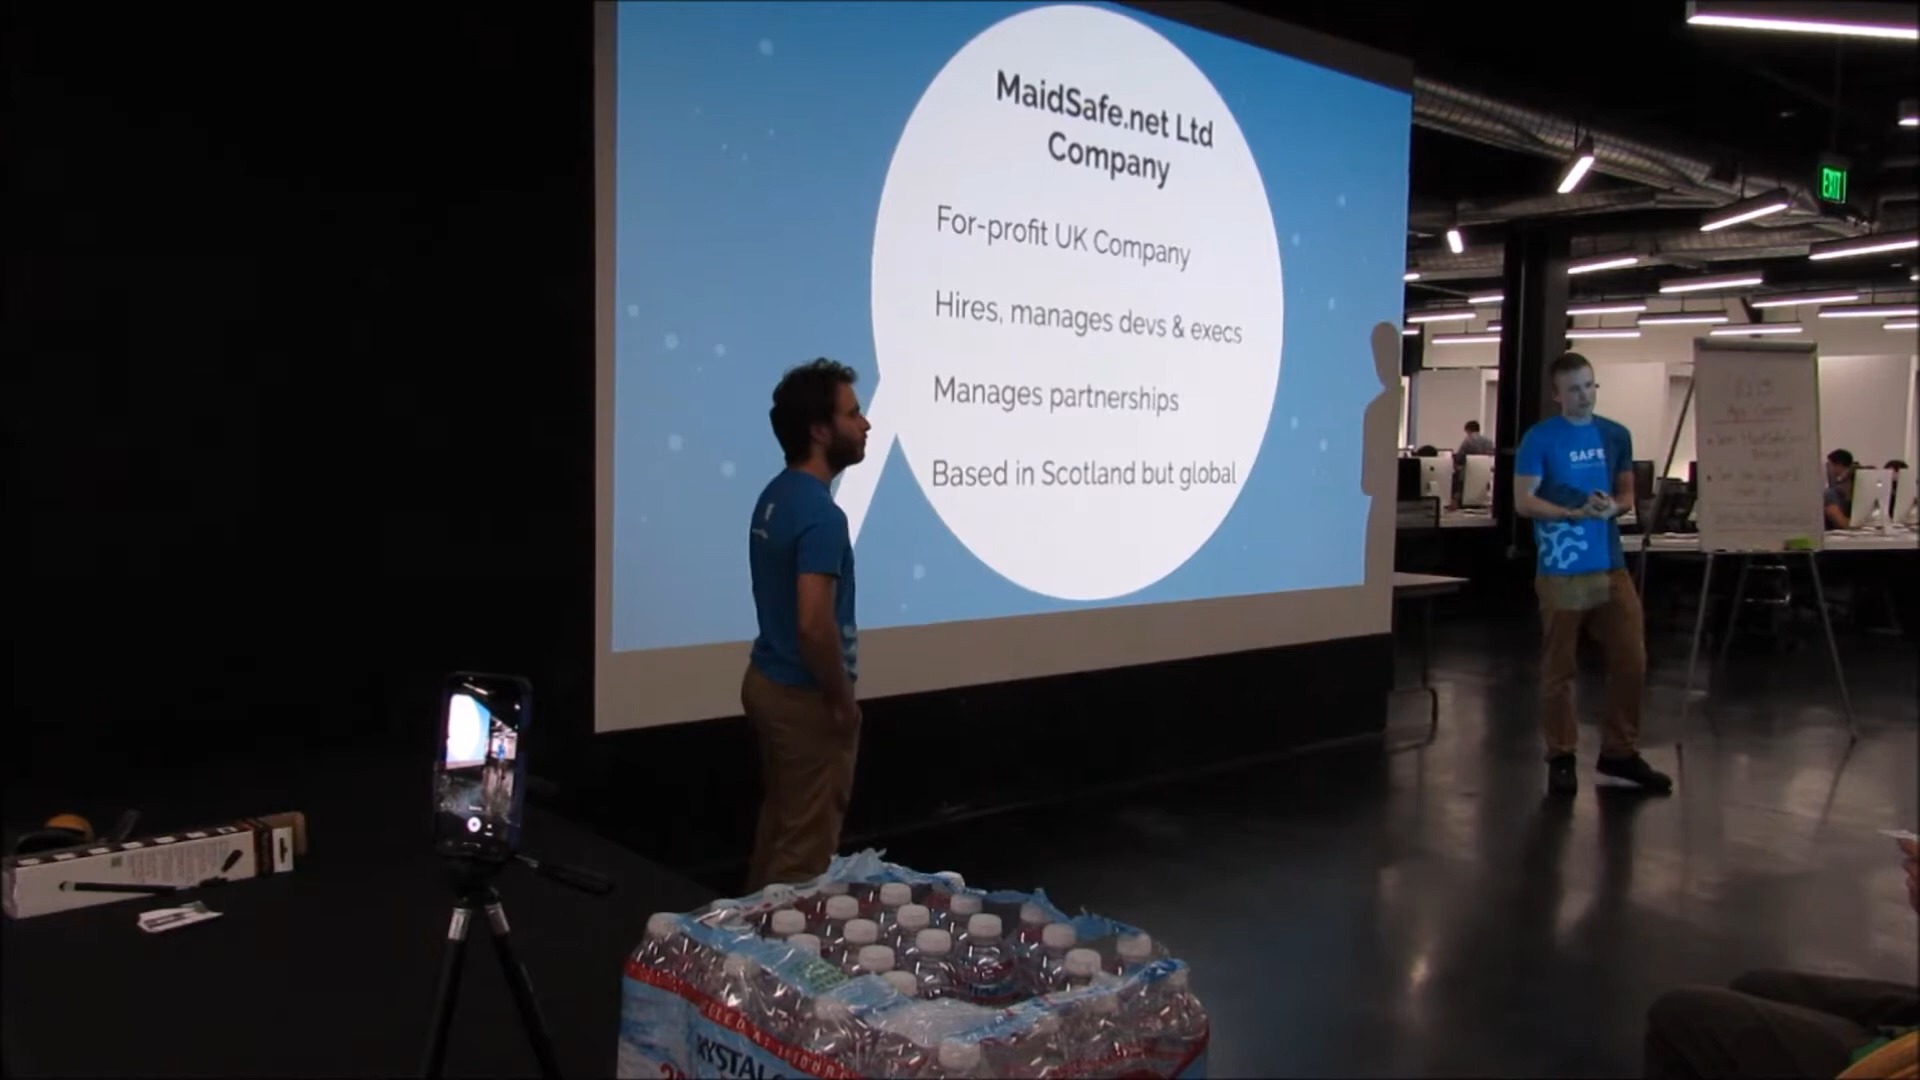 MaidSafe.net Ltd
Company
For-profit UK Company
Hires, manages devs & execs
Manages partnerships
Based in Scotland but global
EXIT
SAFE